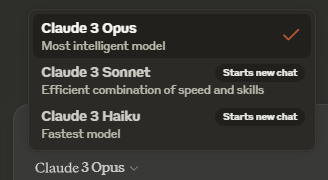 Claude 3 Opus
Most intelligent model
Claude 3 Sonnet Starts new chat
Efficient combination of speed and skills
Claude 3 Haiku Starts new chat
Fastest model
Claude 3 Opus